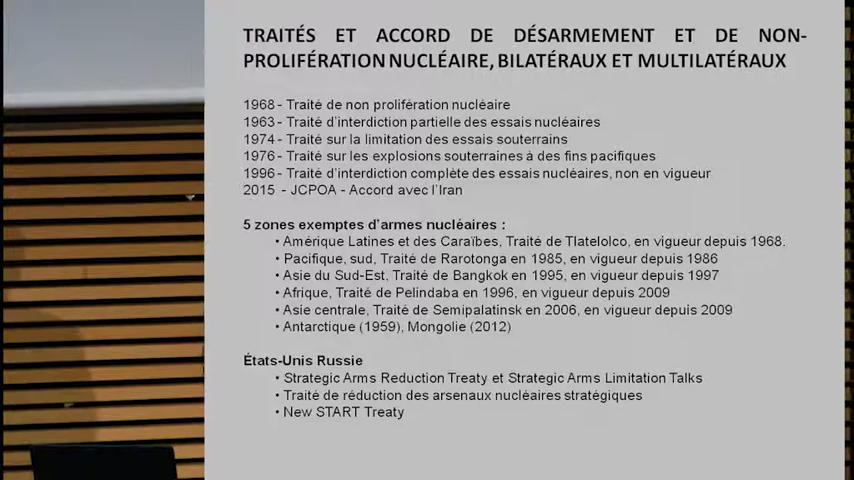 TRAITÉS ET ACCORD DE DÉSARMEMENT ET DE NON-
PROLIFÉRATION NUCLÉAIRE, BILATÉRAUX ET MULTILATÉRAUX
1968 - Traité de non prolifération nucléaire
1963 - Traité d'interdiction partielle des essais nucléaires
1974 - Traité sur la limitation des essais souterrains
1976 - Traité sur les explosions souterraines à des fins pacifiques
1996 - Traité d'interdiction complète des essais nucléaires, non en vigueur
2015 - JCPOA - Accord avec l'Iran
5 zones exemptes d'armes nucléaires :
• Amérique Latines et des Caraïbes, Traité de Tlatelolco, en vigueur depuis 1968.
• Pacifique, sud, Traité de Rarotonga en 1985, en vigueur depuis 1986
• Asie du Sud-Est, Traité de Bangkok en 1995, en vigueur depuis 1997
• Afrique, Traité de Pelindaba en 1996, en vigueur depuis 2009
• Asie centrale, Traité de Semipalatinsk en 2006, en vigueur depuis 2009
• Antarctique (1959), Mongolie (2012)
États-Unis Russie
• Strategic Arms Reduction Treaty et Strategic Arms Limitation Talks
• Traité de réduction des arsenaux nucléaires stratégiques
• New START Treaty